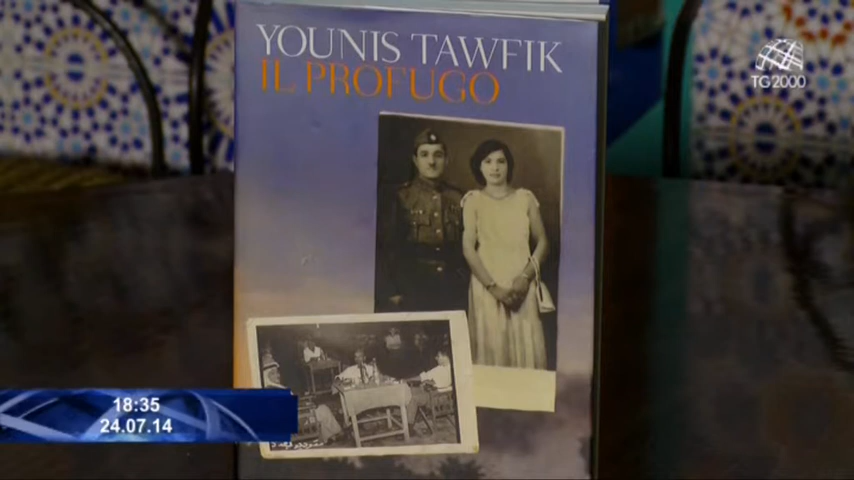 YOUNIS TAWFIK
IL PROFUGO
TG2000
18:35
24.07.14